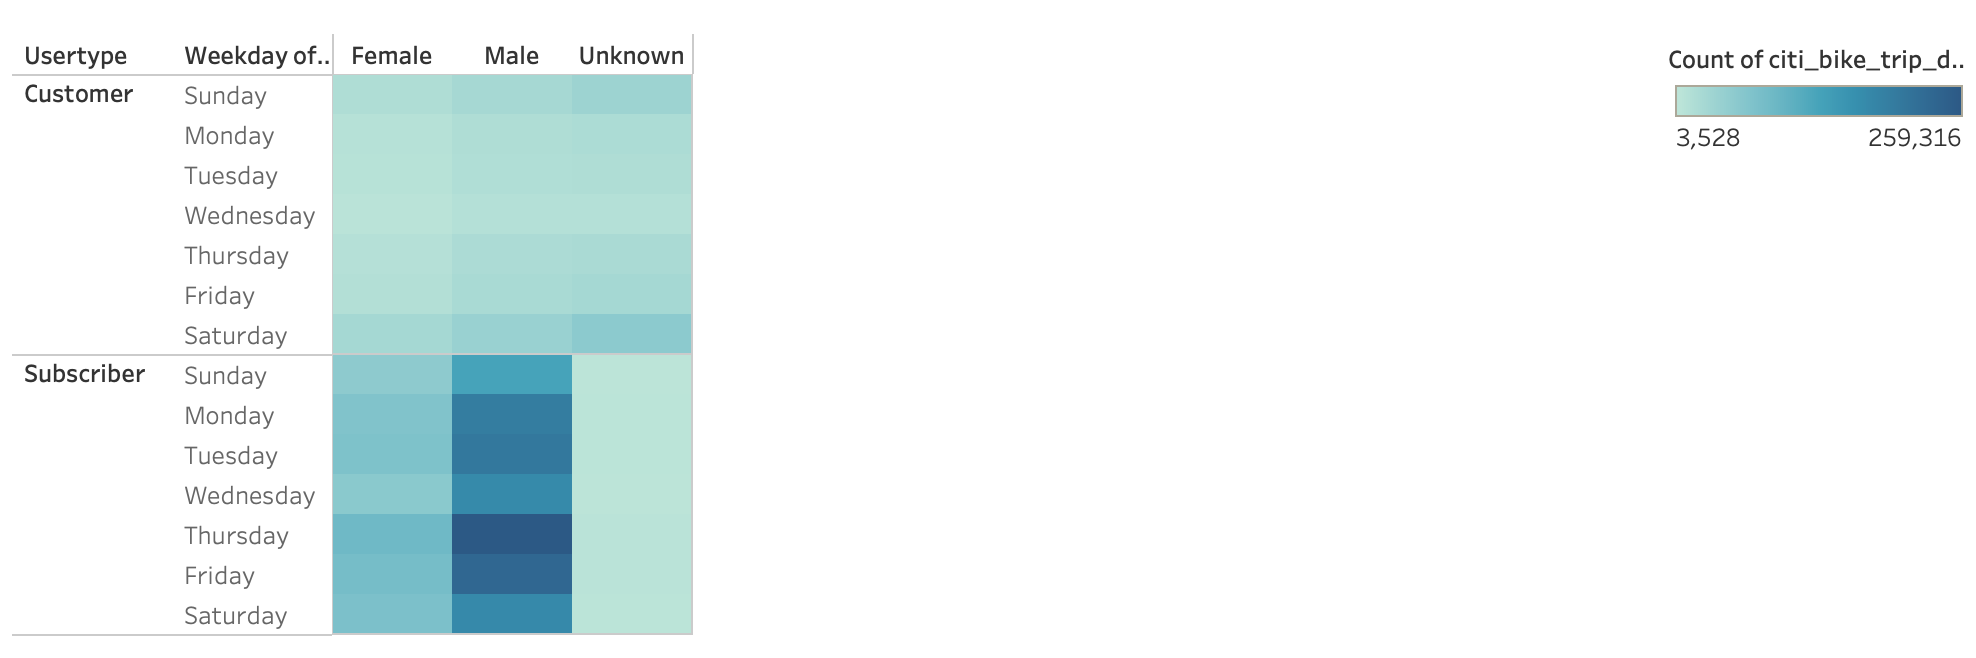 Usertype Weekday of.. Female Male Unknown
Customer Sunday
Monday
Tuesday
Wednesday
Thursday
Friday
Saturday
Subscriber Sunday
Monday
Tuesday
Wednesday
Thursday
Friday
Saturday
Count of citi_bike_trip_d..
3,528 259,316